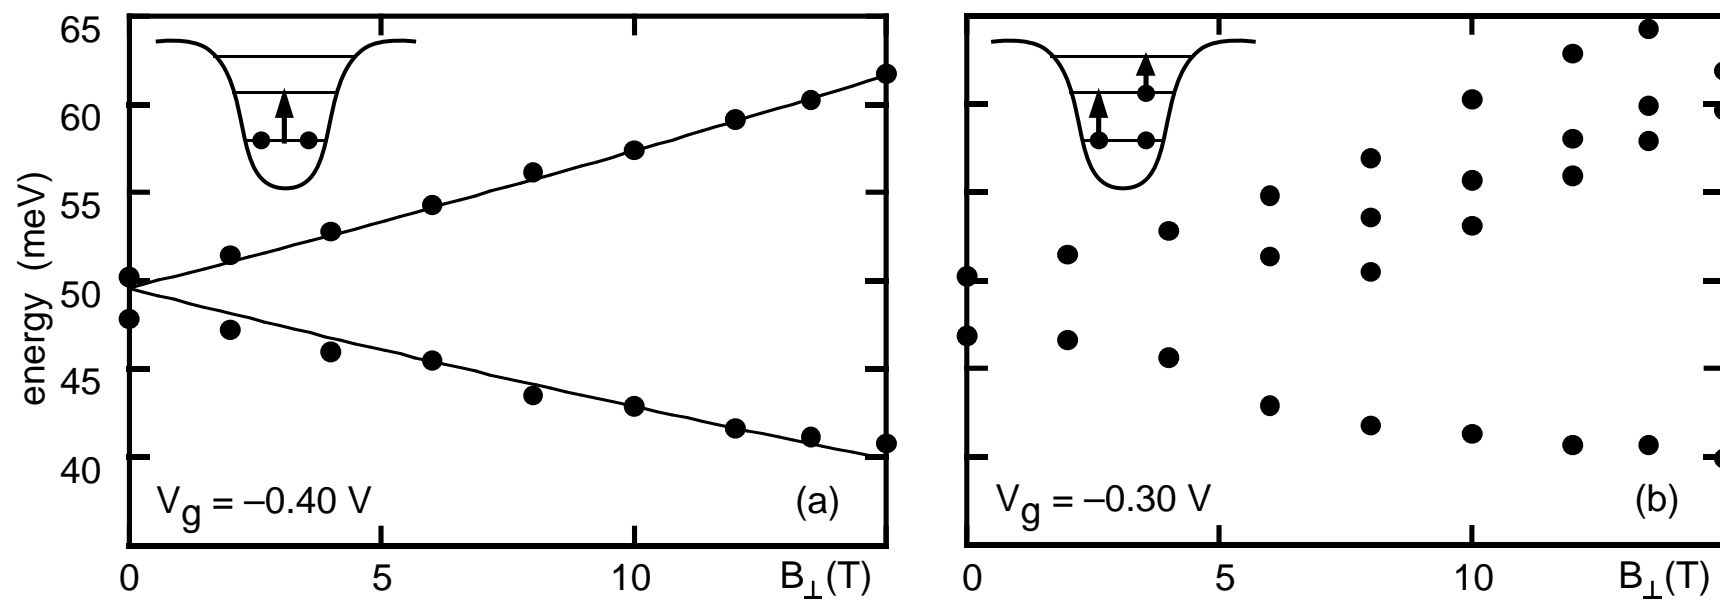 65
60
55
50
45
40
energy (meV)
V_g = –0.40 V
(a)
0
5
10
B_⊥(T)
V_g = –0.30 V
(b)
0
5
10
B_⊥(T)